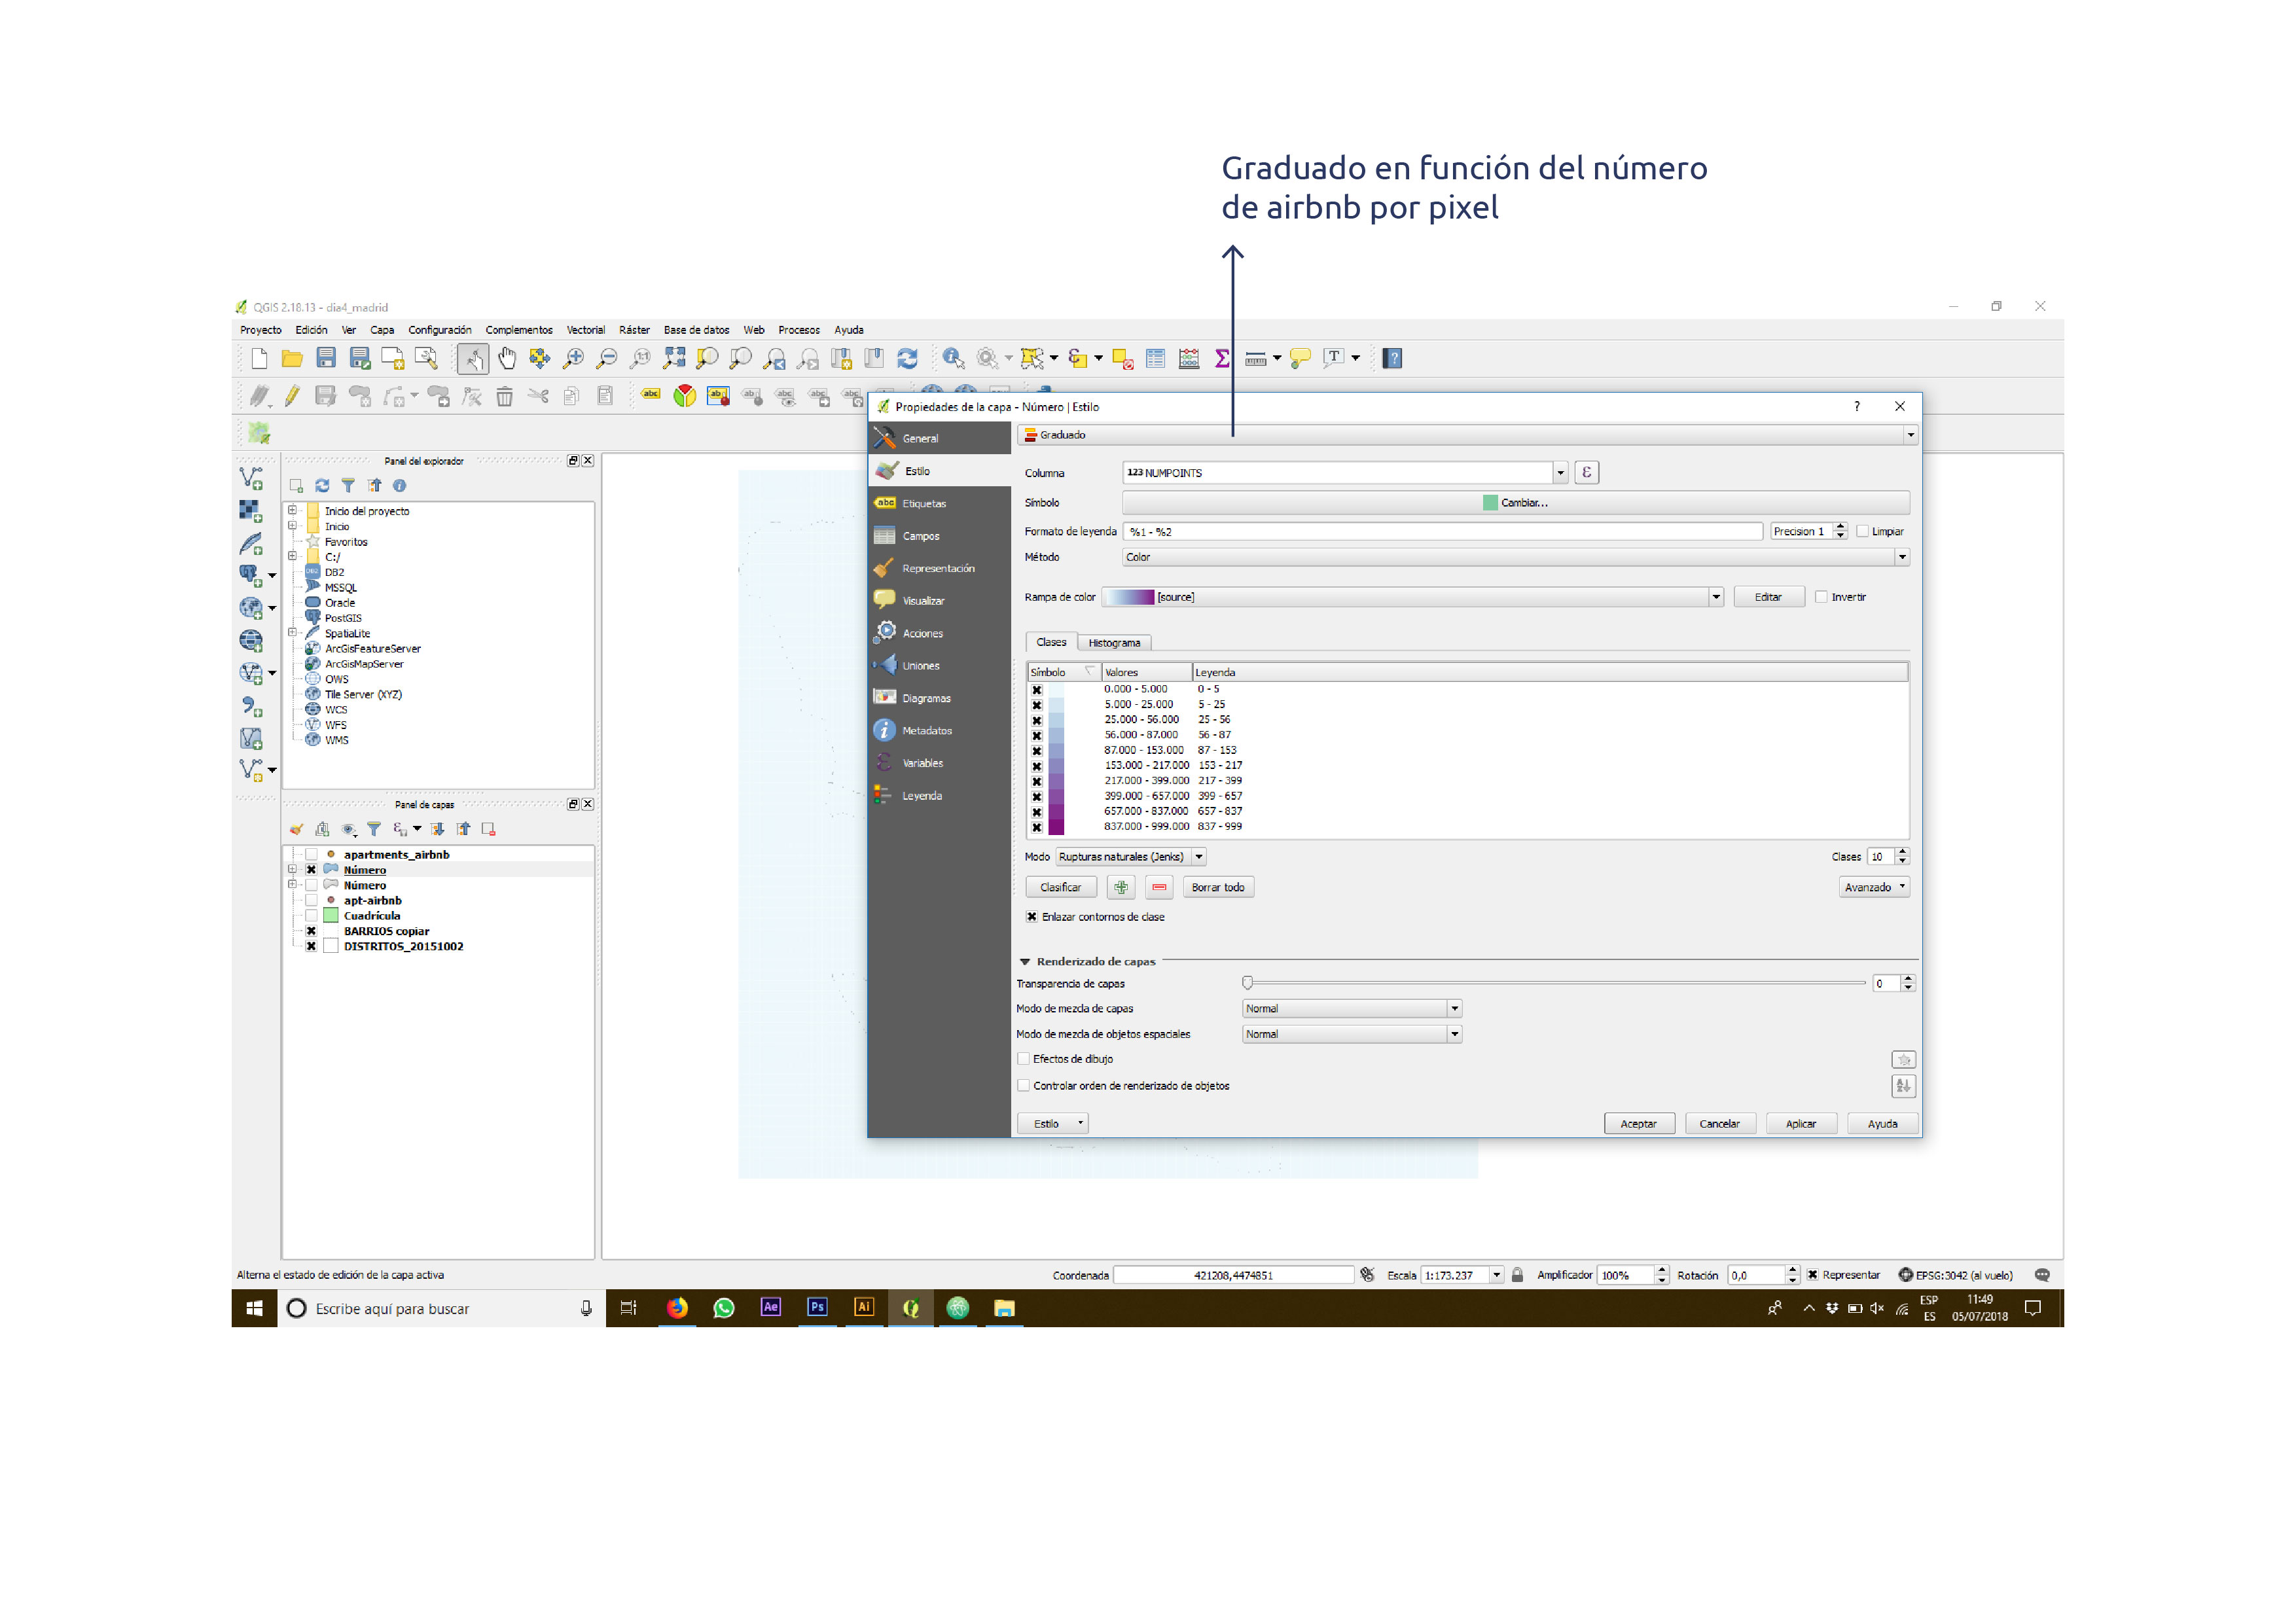 Graduado en función del número
de airbnb por pixel
QGIS 2.18.13 - dia4_madrid
Proyecto Edición Ver Capa Configuración Complementos Vectorial Ráster Base de datos Web Procesos Ayuda
Propiedades de la capa - Número | Estilo
General
Estilo
Etiquetas
Campos
Representación
Visualizar
Acciones
Uniones
Diagramas
Metadatos
Variables
Leyenda
Graduado
Columna 123 NUMPOINTS
Símbolo Cambiar...
Formato de leyenda %1 - %2 Precision 1 Limpiar
Método Color
Rampa de color [source] Editar Invertir
Clases Histograma
Símbolo Valores Leyenda
0.000 - 5.000 0 - 5
5.000 - 25.000 5 - 25
25.000 - 56.000 25 - 56
56.000 - 87.000 56 - 87
87.000 - 153.000 87 - 153
153.000 - 217.000 153 - 217
217.000 - 399.000 217 - 399
399.000 - 657.000 399 - 657
657.000 - 837.000 657 - 837
837.000 - 999.000 837 - 999
Modo Rupturas naturales (Jenks) Clases 10
Clasificar Borrar todo Avanzado
Enlazar contornos de clase
Renderizado de capas
Transparencia de capas 0
Modo de mezcla de capas Normal
Modo de mezcla de objetos espaciales Normal
Efectos de dibujo
Controlar orden de renderizado de objetos
Estilo Aceptar Cancelar Aplicar Ayuda
Panel del explorador
Inicio del proyecto
Inicio
Favoritos
C:/
DB2
MSSQL
Oracle
PostGIS
SpatiaLite
ArcGisFeatureServer
ArcGisMapServer
OWS
Tile Server (XYZ)
WCS
WFS
WMS
Panel de capas
apartments_airbnb
Número
Número
apt-airbnb
Cuadrícula
BARRIOS copiar
DISTRITOS_20151002
Alterna el estado de edición de la capa activa Coordenada 421208,4474851 Escala 1:173.237 Amplificador 100% Rotación 0,0 Representar EPSG:3042 (al vuelo)
Escribe aquí para buscar
Ae Ps Ai
ESP
ES
11:49
05/07/2018